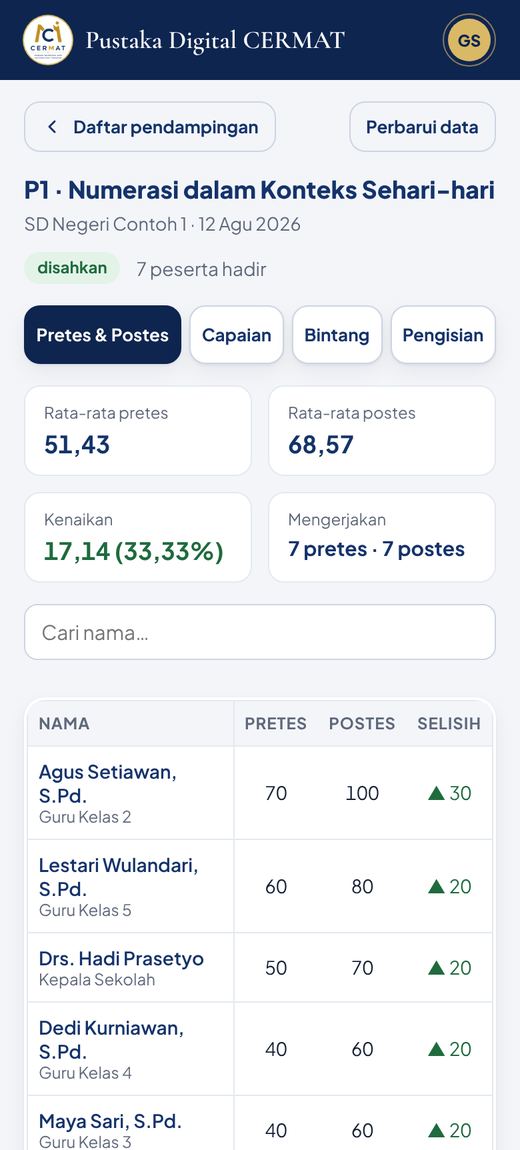 CERMAT
Pustaka Digital CERMAT
GS
Daftar pendampingan
Perbarui data
P1 · Numerasi dalam Konteks Sehari-hari
SD Negeri Contoh 1 · 12 Agu 2026
disahkan
7 peserta hadir
Pretes & Postes
Capaian
Bintang
Pengisian
Rata-rata pretes
51,43
Rata-rata postes
68,57
Kenaikan
17,14 (33,33%)
Mengerjakan
7 pretes · 7 postes
Cari nama…
NAMA PRETES POSTES SELISIH
Agus Setiawan,
S.Pd.
Guru Kelas 2
70 100 ▲ 30
Lestari Wulandari,
S.Pd.
Guru Kelas 5
60 80 ▲ 20
Drs. Hadi Prasetyo
Kepala Sekolah
50 70 ▲ 20
Dedi Kurniawan,
S.Pd.
Guru Kelas 4
40 60 ▲ 20
Maya Sari, S.Pd.
Guru Kelas 3
40 60 ▲ 20